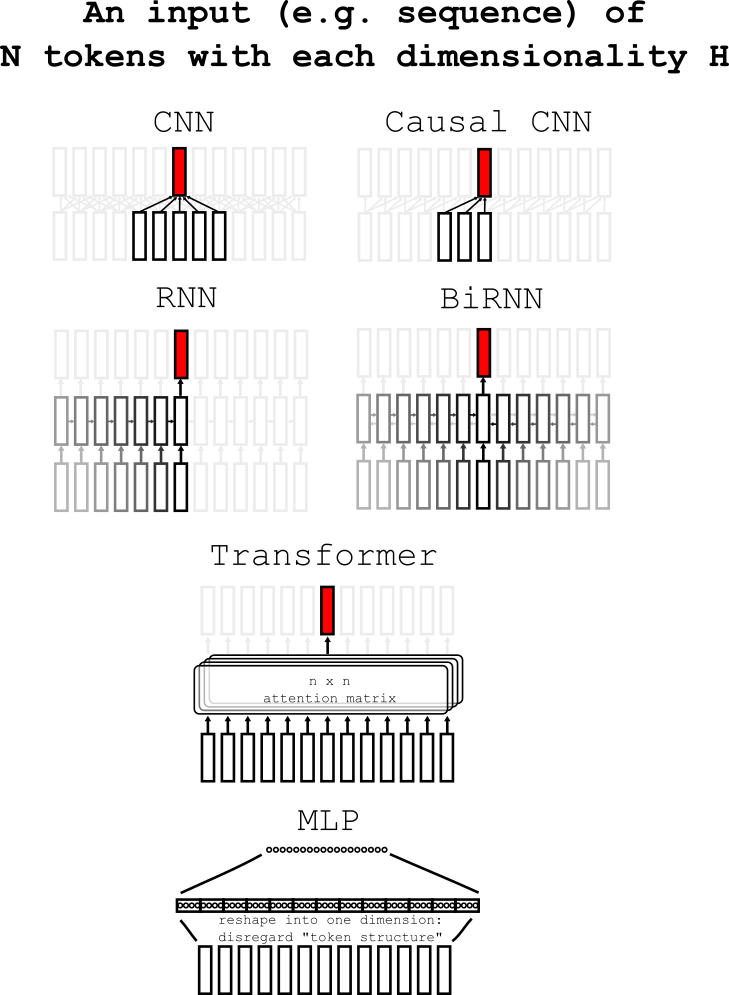 An input (e.g. sequence) of
N tokens with each dimensionality H
CNN
Causal CNN
RNN
BiRNN
Transformer
n x n
attention matrix
MLP
reshape into one dimension:
disregard "token structure"